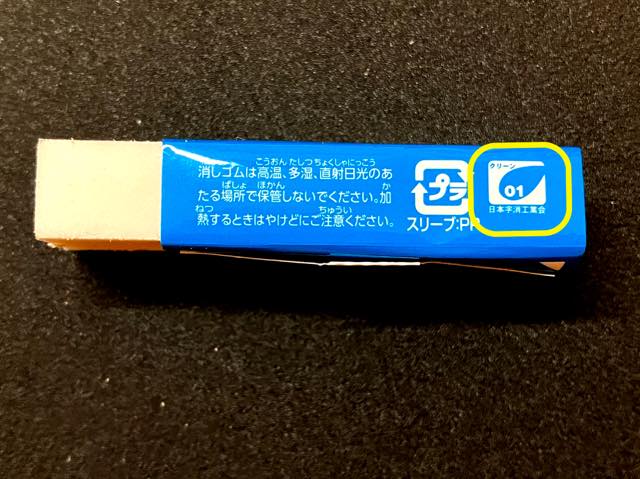 こうおん たしつ ちょくしゃにっこう
消しゴムは高温、多湿、直射日光のあ
ばしょ ほかん か
たる場所で保管しないでください。加
ねつ ちゅうい
熱するときはやけどにご注意ください。
プラ
スリーブ:PP
クリーン
01
日本字消工業会